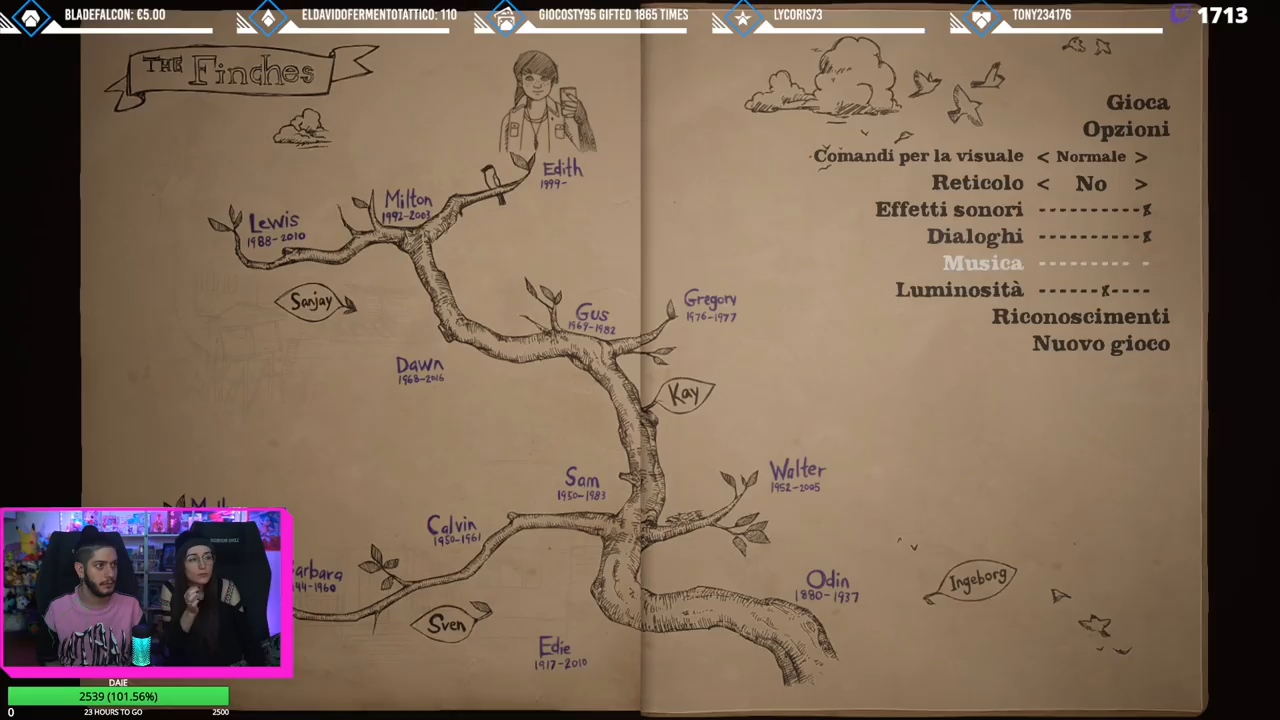 BLADEFALCON: €5.00
ELDAVIDOFERMENTOTATTICO: 110
GIOCOSTY95 GIFTED 1865 TIMES
LYCORIS73
TONY234176
1713
THE Finches
Edith
1999-
Milton
1992-2003
Lewis
1988-2010
Sanjay
Gus
1969-1982
Gregory
1976-1977
Dawn
1968-2016
Kay
Sam
1950-1983
Walter
1952-2005
Calvin
1950-1961
Sven
Odin
1880-1937
Ingeborg
Edie
1917-2010
Gioca
Opzioni
Comandi per la visuale < Normale >
Reticolo < No >
Effetti sonori
Dialoghi
Musica
Luminosità
Riconoscimenti
Nuovo gioco
DAIE
2539 (101.56%)
0 23 HOURS TO GO 2500